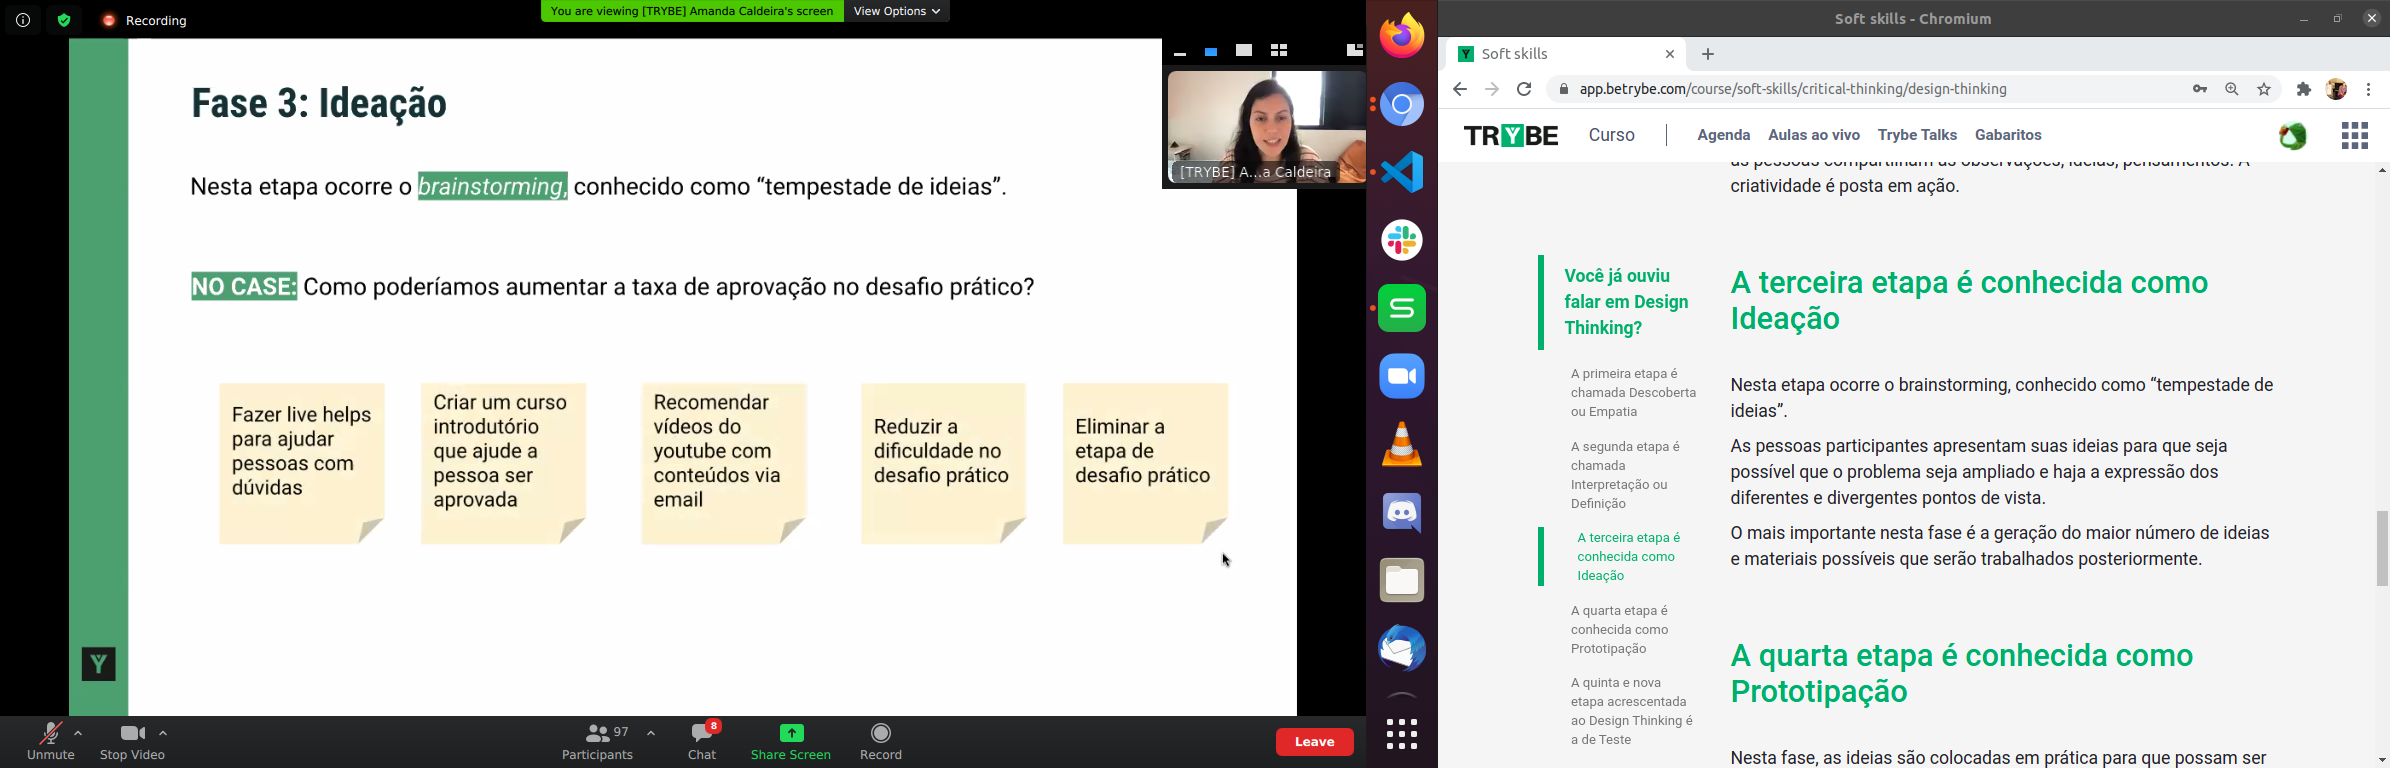 Recording
You are viewing [TRYBE] Amanda Caldeira's screen
View Options
Fase 3: Ideação
Nesta etapa ocorre o brainstorming, conhecido como “tempestade de ideias”.
NO CASE: Como poderíamos aumentar a taxa de aprovação no desafio prático?
Fazer live helps
para ajudar
pessoas com
dúvidas
Criar um curso
introdutório
que ajude a
pessoa ser
aprovada
Recomendar
vídeos do
youtube com
conteúdos via
email
Reduzir a
dificuldade no
desafio prático
Eliminar a
etapa de
desafio prático
[TRYBE] A...a Caldeira
Unmute
Stop Video
97
Participants
8
Chat
Share Screen
Record
Leave
Soft skills - Chromium
Soft skills
app.betrybe.com/course/soft-skills/critical-thinking/design-thinking
TRYBE
Curso
Agenda
Aulas ao vivo
Trybe Talks
Gabaritos
Você já ouviu
falar em Design
Thinking?
A primeira etapa é
chamada Descoberta
ou Empatia
A segunda etapa é
chamada
Interpretação ou
Definição
A terceira etapa é
conhecida como
Ideação
A quarta etapa é
conhecida como
Prototipação
A quinta e nova
etapa acrescentada
ao Design Thinking é
a de Teste
as pessoas compartilham as observações, ideias, pensamentos. A
criatividade é posta em ação.
A terceira etapa é conhecida como
Ideação
Nesta etapa ocorre o brainstorming, conhecido como “tempestade de
ideias”.
As pessoas participantes apresentam suas ideias para que seja
possível que o problema seja ampliado e haja a expressão dos
diferentes e divergentes pontos de vista.
O mais importante nesta fase é a geração do maior número de ideias
e materiais possíveis que serão trabalhados posteriormente.
A quarta etapa é conhecida como
Prototipação
Nesta fase, as ideias são colocadas em prática para que possam ser